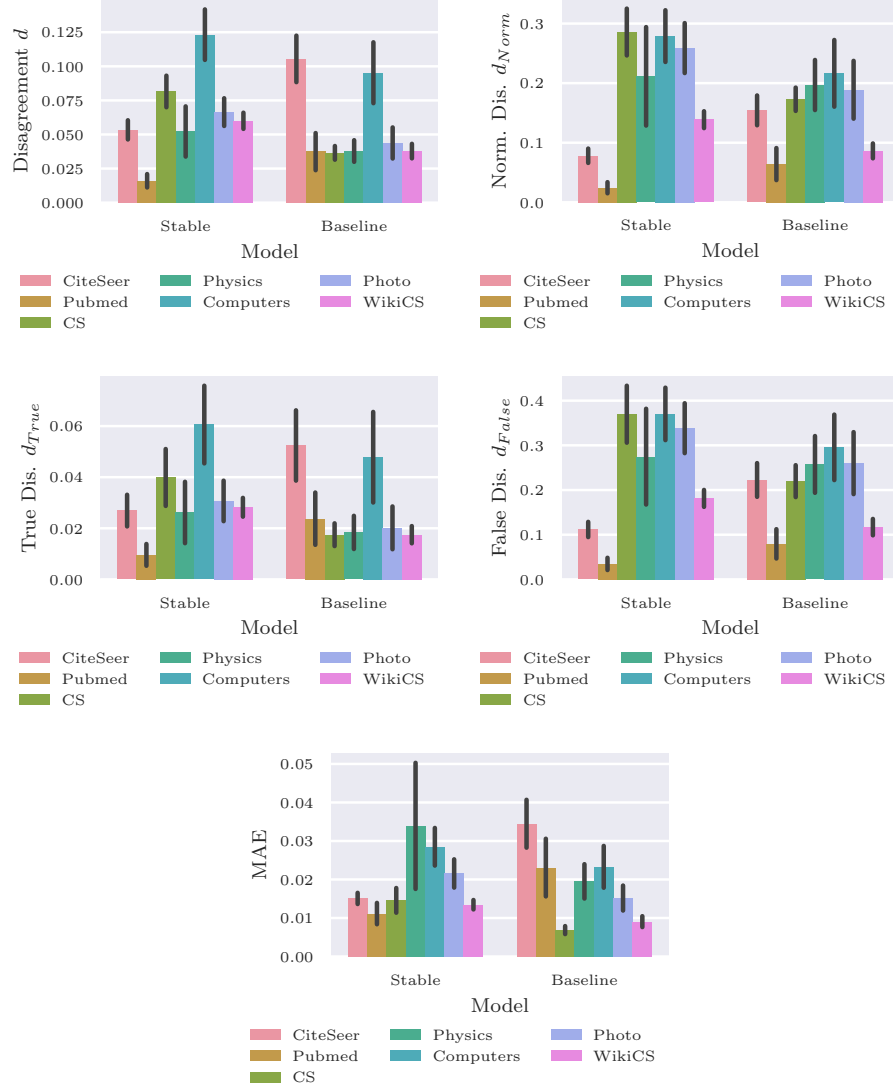 Disagreement d
0.125
0.100
0.075
0.050
0.025
0.000
Stable
Baseline
Model
CiteSeer
Physics
Photo
Pubmed
Computers
WikiCS
CS
Norm. Dis. d_Norm
0.3
0.2
0.1
0.0
Stable
Baseline
Model
CiteSeer
Physics
Photo
Pubmed
Computers
WikiCS
CS
True Dis. d_True
0.06
0.04
0.02
0.00
Stable
Baseline
Model
CiteSeer
Physics
Photo
Pubmed
Computers
WikiCS
CS
False Dis. d_False
0.4
0.3
0.2
0.1
0.0
Stable
Baseline
Model
CiteSeer
Physics
Photo
Pubmed
Computers
WikiCS
CS
MAE
0.05
0.04
0.03
0.02
0.01
0.00
Stable
Baseline
Model
CiteSeer
Physics
Photo
Pubmed
Computers
WikiCS
CS